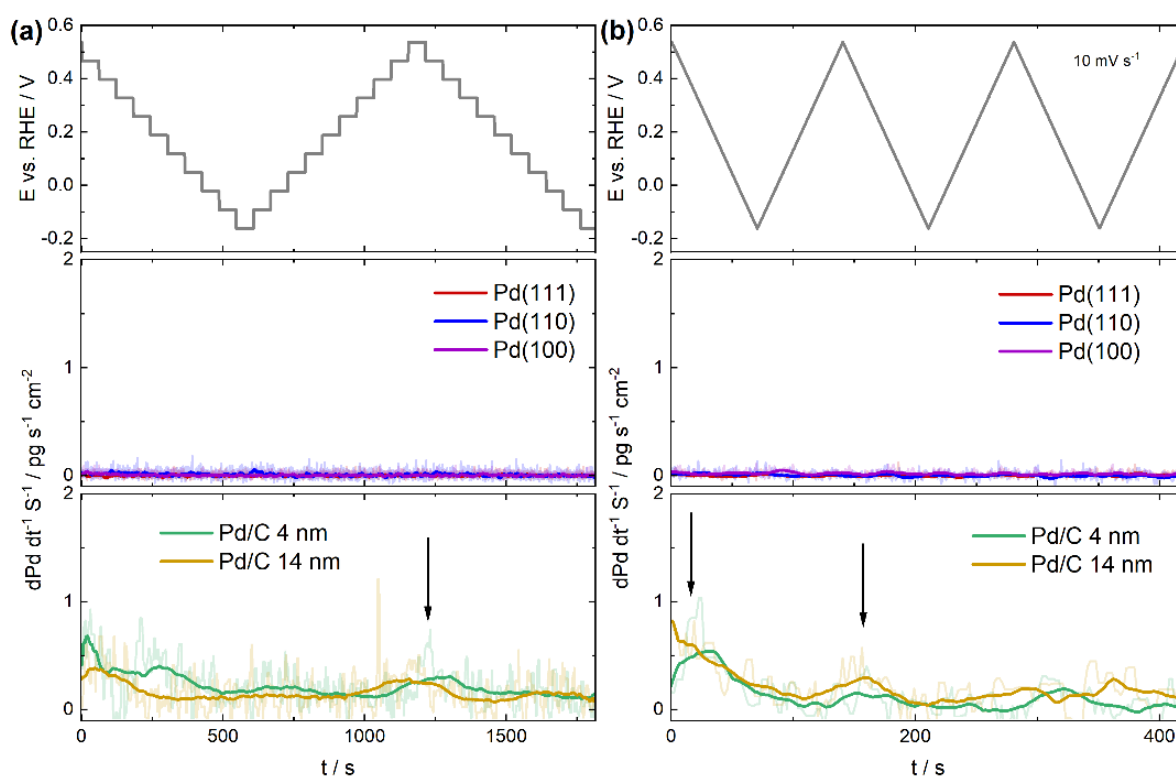 (a)
E vs. RHE / V
0.6
0.4
0.2
0.0
-0.2
2
1
0
Pd(111)
Pd(110)
Pd(100)
dPd dt⁻¹ S⁻¹ / pg s⁻¹ cm⁻²
2
1
0
Pd/C 4 nm
Pd/C 14 nm
0 500 1000 1500
t / s
(b)
E vs. RHE / V
0.6
0.4
0.2
0.0
-0.2
10 mV s⁻¹
2
1
0
Pd(111)
Pd(110)
Pd(100)
dPd dt⁻¹ S⁻¹ / pg s⁻¹ cm⁻²
2
1
0
Pd/C 4 nm
Pd/C 14 nm
0 200 400
t / s